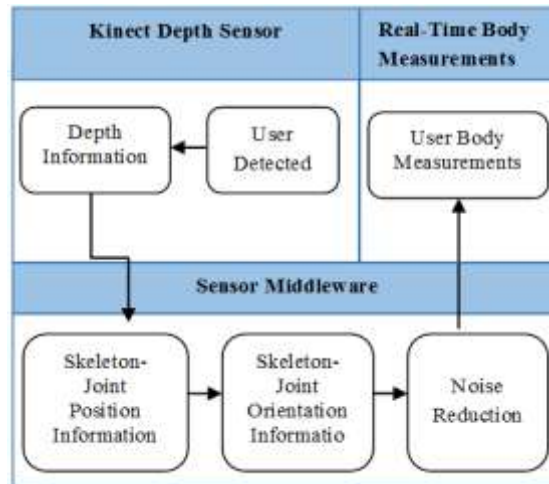 Kinect Depth Sensor
Real-Time Body
Measurements
Depth
Information
User
Detected
User Body
Measurements
Sensor Middleware
Skeleton-
Joint
Position
Information
Skeleton-
Joint
Orientation
Informatio
Noise
Reduction